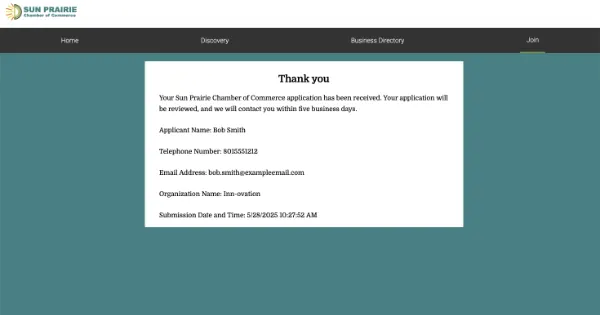 SUN PRAIRIE
Chamber of Commerce
Home Discovery Business Directory Join
Thank you
Your Sun Prairie Chamber of Commerce application has been received. Your application will
be reviewed, and we will contact you within five business days.
Applicant Name: Bob Smith
Telephone Number: 8015551212
Email Address: bob.smith@exampleemail.com
Organization Name: Inn-ovation
Submission Date and Time: 5/28/2025 10:27:52 AM